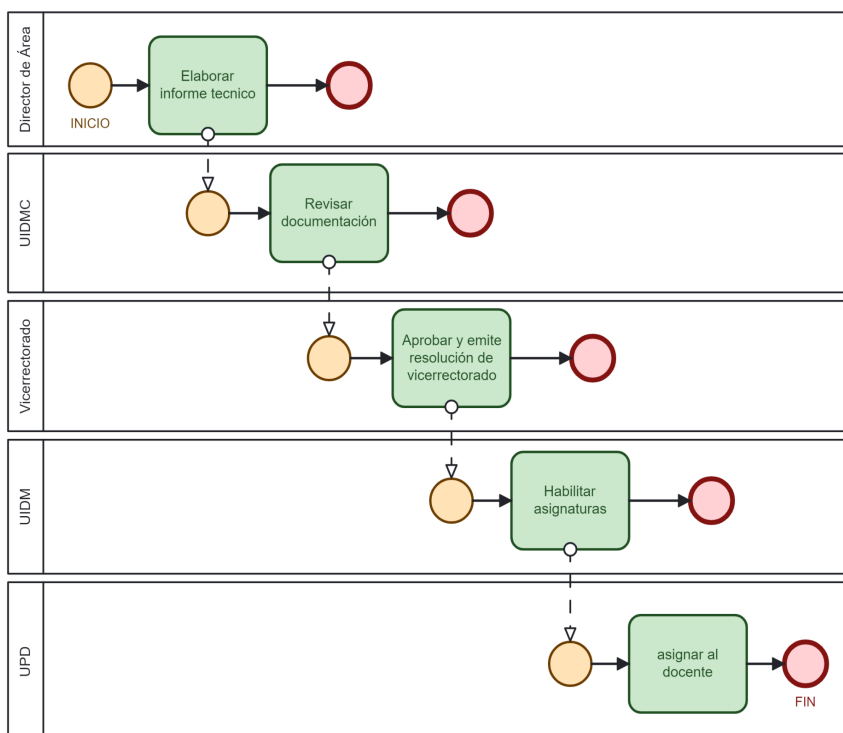 Director de Área
Elaborar
informe tecnico
INICIO
UIDMC
Revisar
documentación
Vicerrectorado
Aprobar y emite
resolución de
vicerrectorado
UIDM
Habilitar
asignaturas
UPD
asignar al
docente
FIN